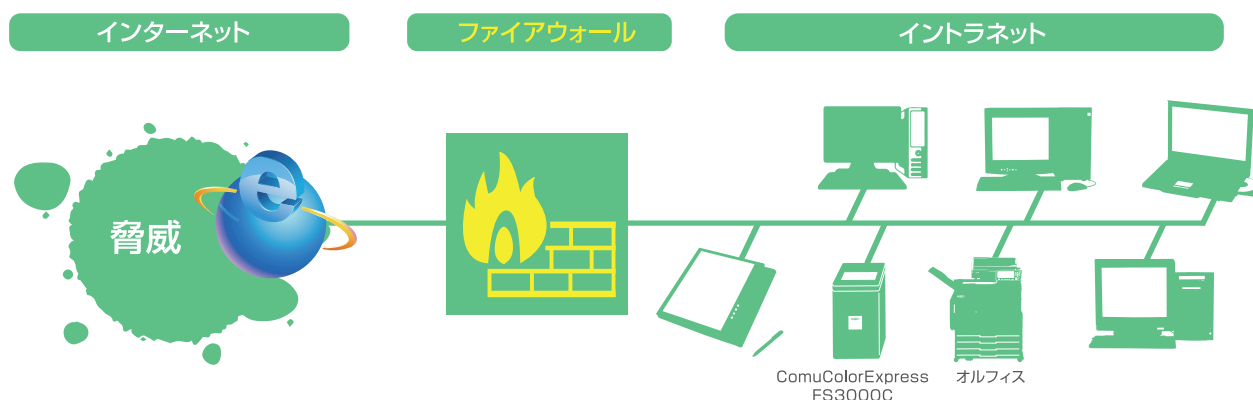 インターネット
ファイアウォール
イントラネット
脅威
e
ComuColorExpress
FS3000C
オルフィス